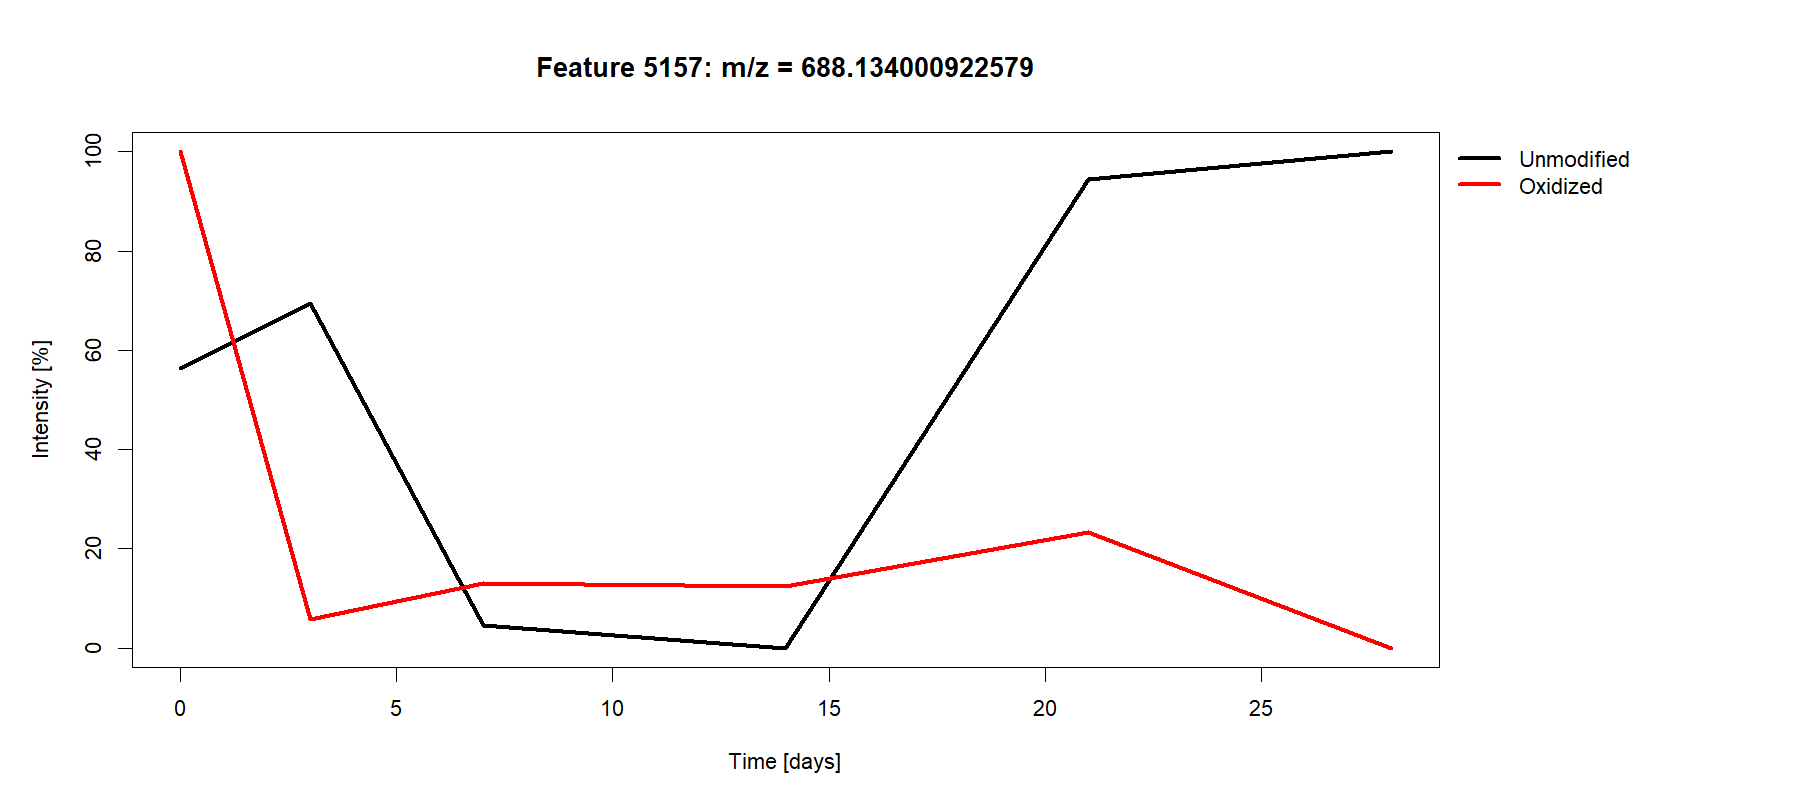 Feature 5157: m/z = 688.134000922579
Unmodified
Oxidized
Intensity [%]
100
80
60
40
20
0
0 5 10 15 20 25
Time [days]